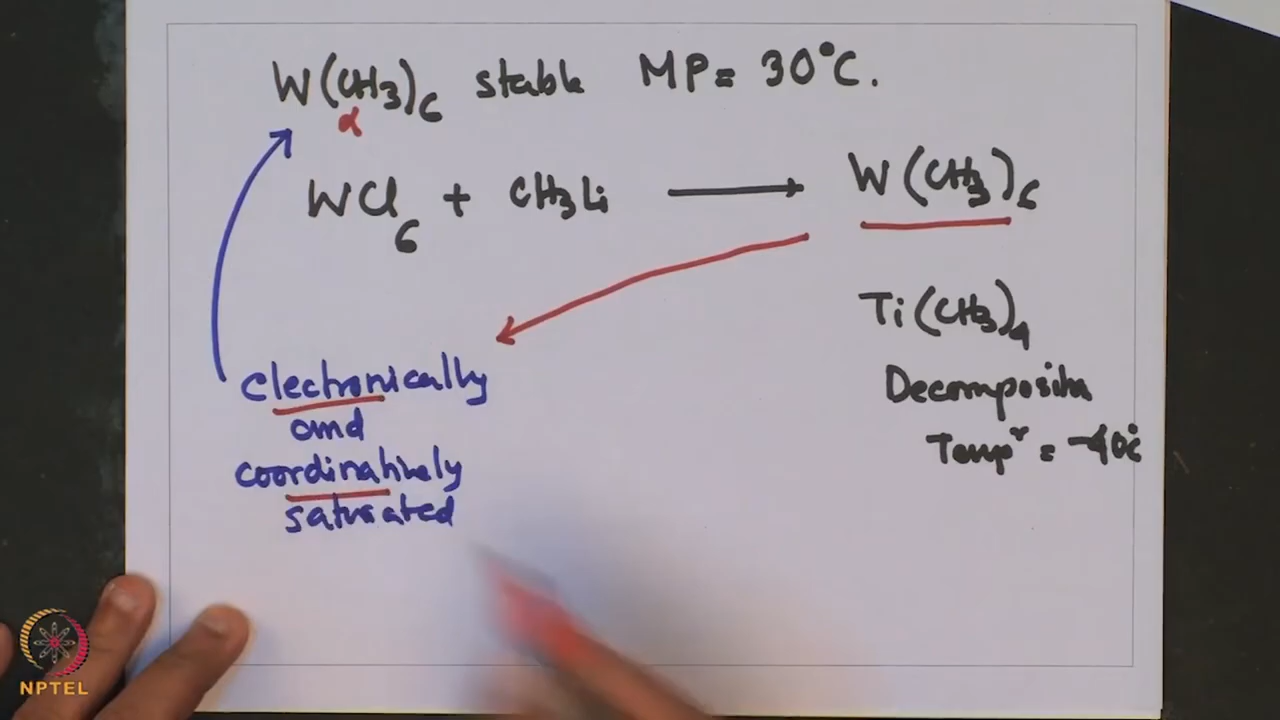 W(CH3)6 stable MP = 30°C.
α
WCl6 + CH3Li → W(CH3)6
Ti(CH3)4
Electronically
and
coordinatively
saturated
Decomposition
Tempr = -40°C
NPTEL